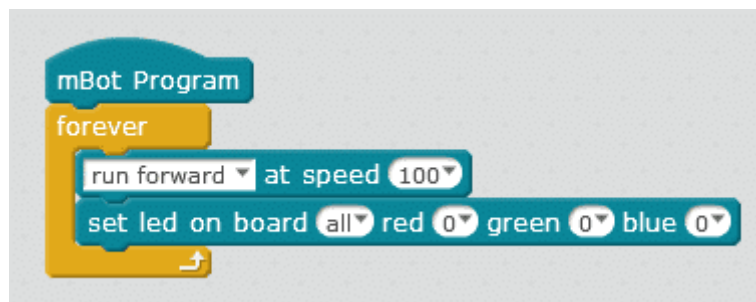 mBot Program
forever
run forward at speed 100
set led on board all red 0 green 0 blue 0